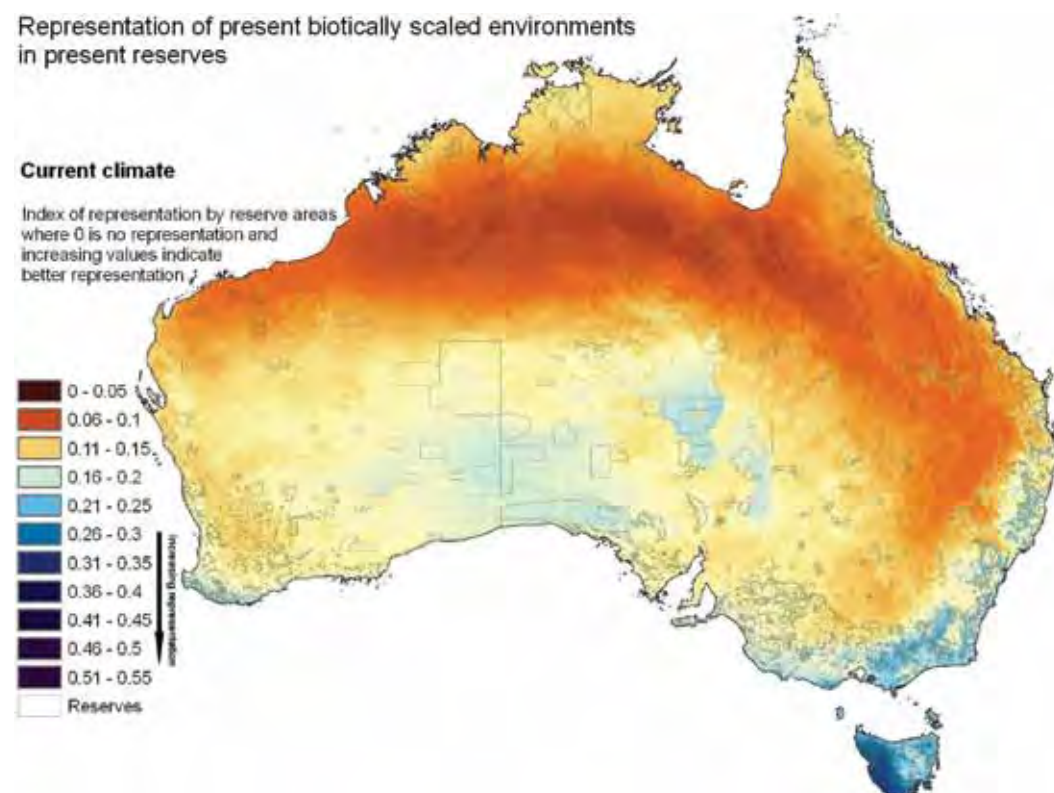 Representation of present biotically scaled environments
in present reserves
Current climate
Index of representation by reserve areas
where 0 is no representation and
increasing values indicate
better representation
0 - 0.05
0.06 - 0.1
0.11 - 0.15
0.16 - 0.2
0.21 - 0.25
0.26 - 0.3
0.31 - 0.35
0.36 - 0.4
0.41 - 0.45
0.46 - 0.5
0.51 - 0.55
Reserves
Increasing representation